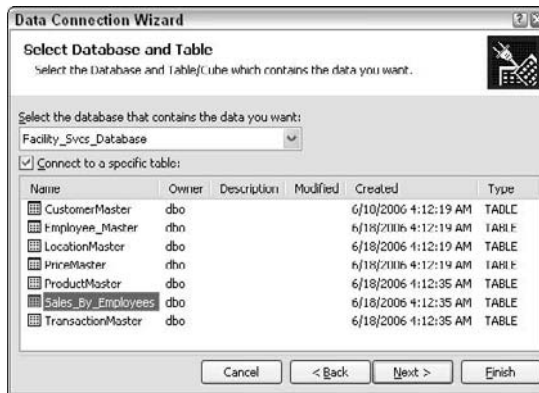 Data Connection Wizard
Select Database and Table
Select the Database and Table/Cube which contains the data you want.
Select the database that contains the data you want:
Facility_Svcs_Database
Connect to a specific table:
Name Owner Description Modified Created Type
CustomerMaster dbo 6/18/2006 4:12:19 AM TABLE
Employee_Master dbo 6/18/2006 4:12:19 AM TABLE
LocationMaster dbo 6/18/2006 4:12:19 AM TABLE
PriceMaster dbo 6/18/2006 4:12:19 AM TABLE
ProductMaster dbo 6/18/2006 4:12:35 AM TABLE
Sales_By_Employees dbo 6/18/2006 4:12:35 AM TABLE
TransactionMaster dbo 6/18/2006 4:12:35 AM TABLE
Cancel < Back Next > Finish